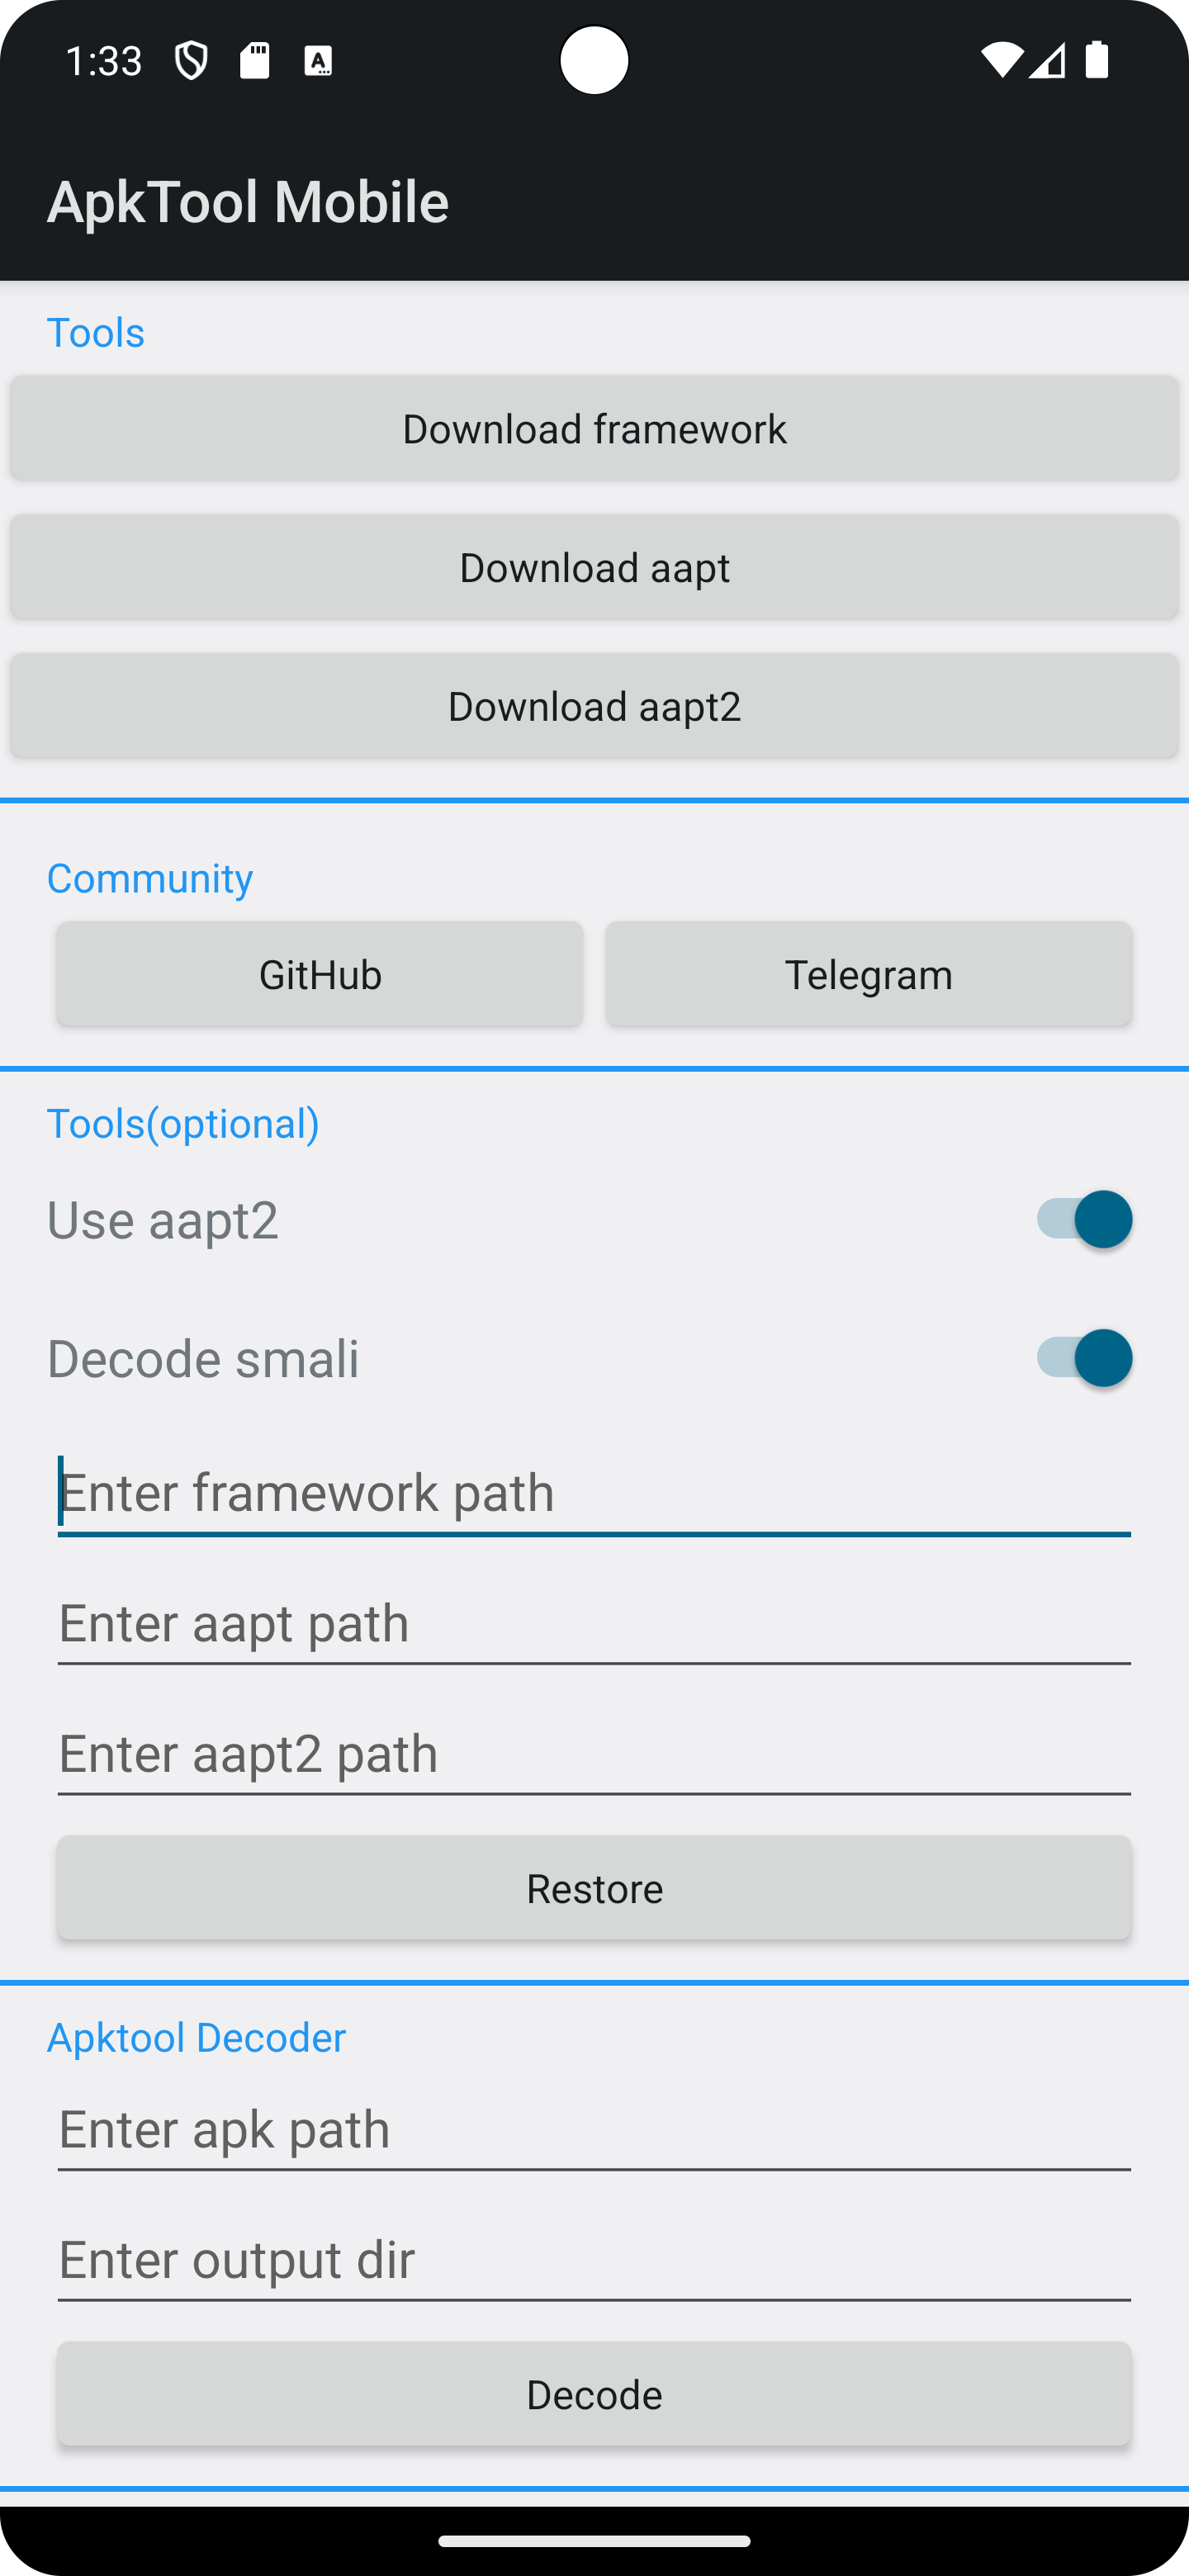 1:33
ApkTool Mobile
Tools
Download framework
Download aapt
Download aapt2
Community
GitHub
Telegram
Tools(optional)
Use aapt2
Decode smali
Enter framework path
Enter aapt path
Enter aapt2 path
Restore
Apktool Decoder
Enter apk path
Enter output dir
Decode